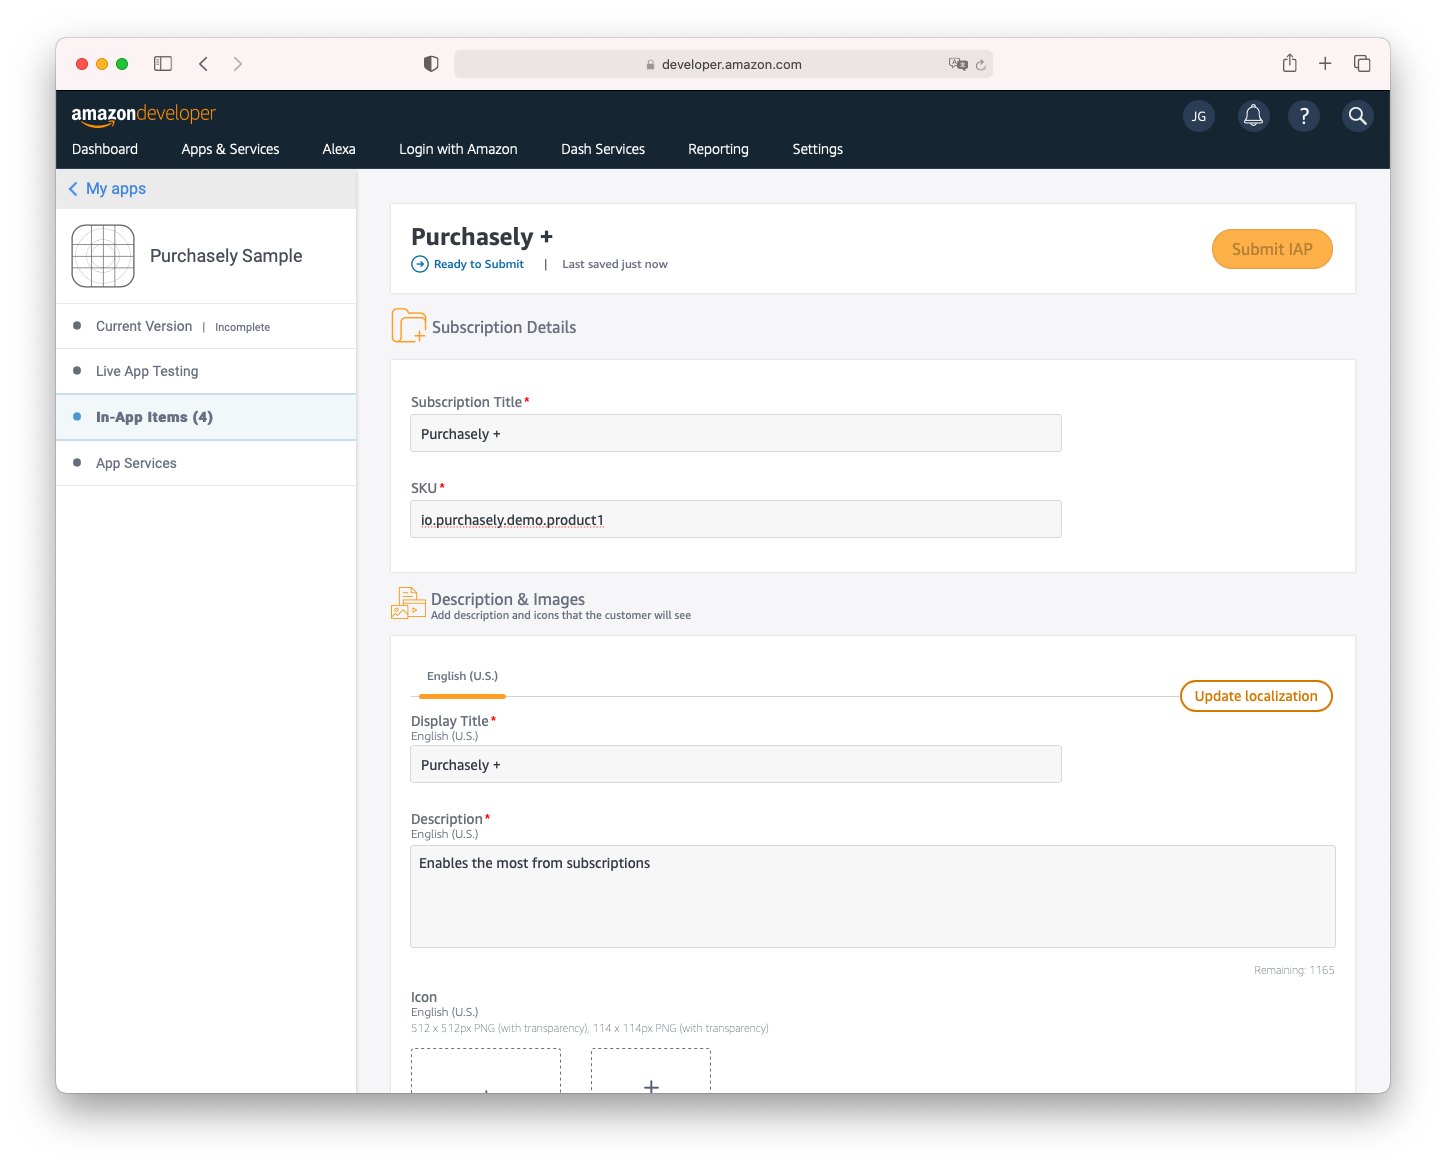 developer.amazon.com
amazondeveloper
JG
?
Dashboard
Apps & Services
Alexa
Login with Amazon
Dash Services
Reporting
Settings
My apps
Purchasely Sample
Current Version | Incomplete
Live App Testing
In-App Items (4)
App Services
Purchasely +
Ready to Submit | Last saved just now
Submit IAP
Subscription Details
Subscription Title*
Purchasely +
SKU*
io.purchasely.demo.product1
Description & Images
Add description and icons that the customer will see
English (U.S.)
Update localization
Display Title*
English (U.S.)
Purchasely +
Description*
English (U.S.)
Enables the most from subscriptions
Remaining: 1165
Icon
English (U.S.)
512 x 512px PNG (with transparency), 114 x 114px PNG (with transparency)